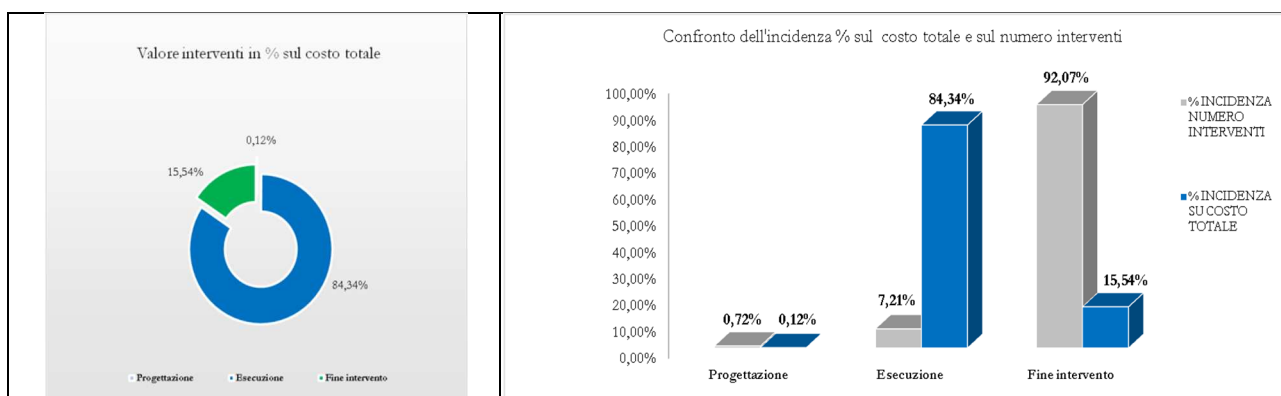 Valore interventi in % sul costo totale
0,12%
15,54%
84,34%
Progettazione
Esecuzione
Fine intervento
Confronto dell'incidenza % sul costo totale e sul numero interventi
100,00%
90,00%
80,00%
70,00%
60,00%
50,00%
40,00%
30,00%
20,00%
10,00%
0,00%
0,72%
0,12%
7,21%
84,34%
92,07%
15,54%
Progettazione
Esecuzione
Fine intervento
% INCIDENZA
NUMERO
INTERVENTI
% INCIDENZA
SU COSTO
TOTALE